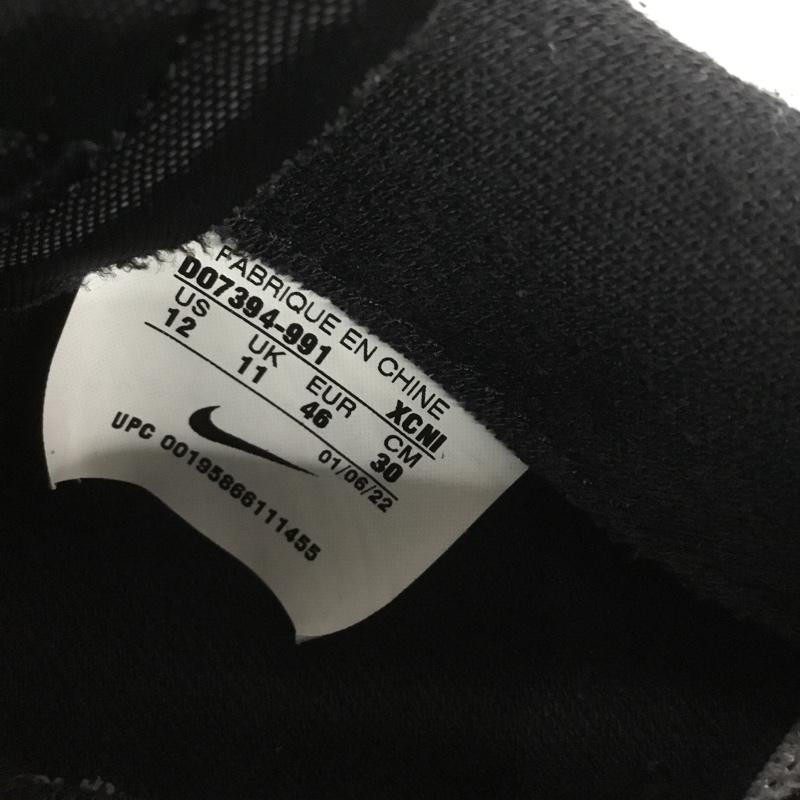 FABRIQUE EN CHINE
DO7394-991 XCNI
US UK EUR CM
12 11 46 30
01/06/22
UPC 00195866111455